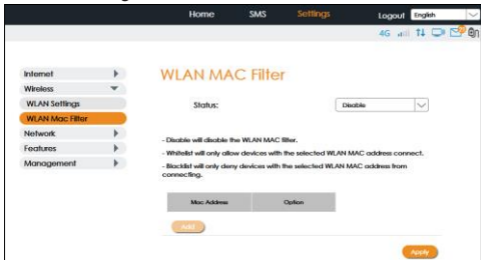 Home SMS Settings Logout English
4G
Internet
Wireless
WLAN Settings
WLAN Mac Filter
Network
Features
Management
WLAN MAC Filter
Status: Disable
- Disable will disable the WLAN MAC filter.
- Whitelist will only allow devices with the selected WLAN MAC address connect.
- Blacklist will only deny devices with the selected WLAN MAC address from
connecting.
Mac Address Option
Add
Apply